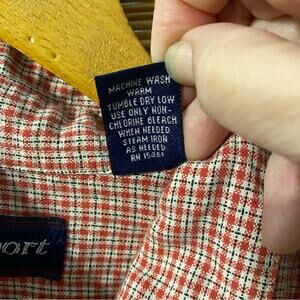 MACHINE WASH
WARM
TUMBLE DRY LOW
USE ONLY NON-
CHLORINE BLEACH
WHEN NEEDED
STEAM IRON
AS NEEDED
RN
port